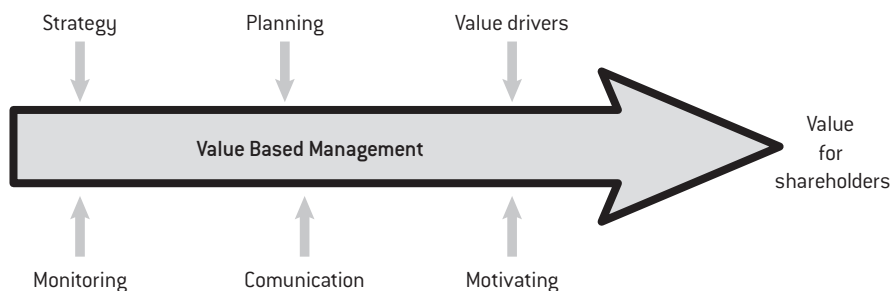 Strategy
Planning
Value drivers
Value Based Management
Value
for
shareholders
Monitoring
Comunication
Motivating